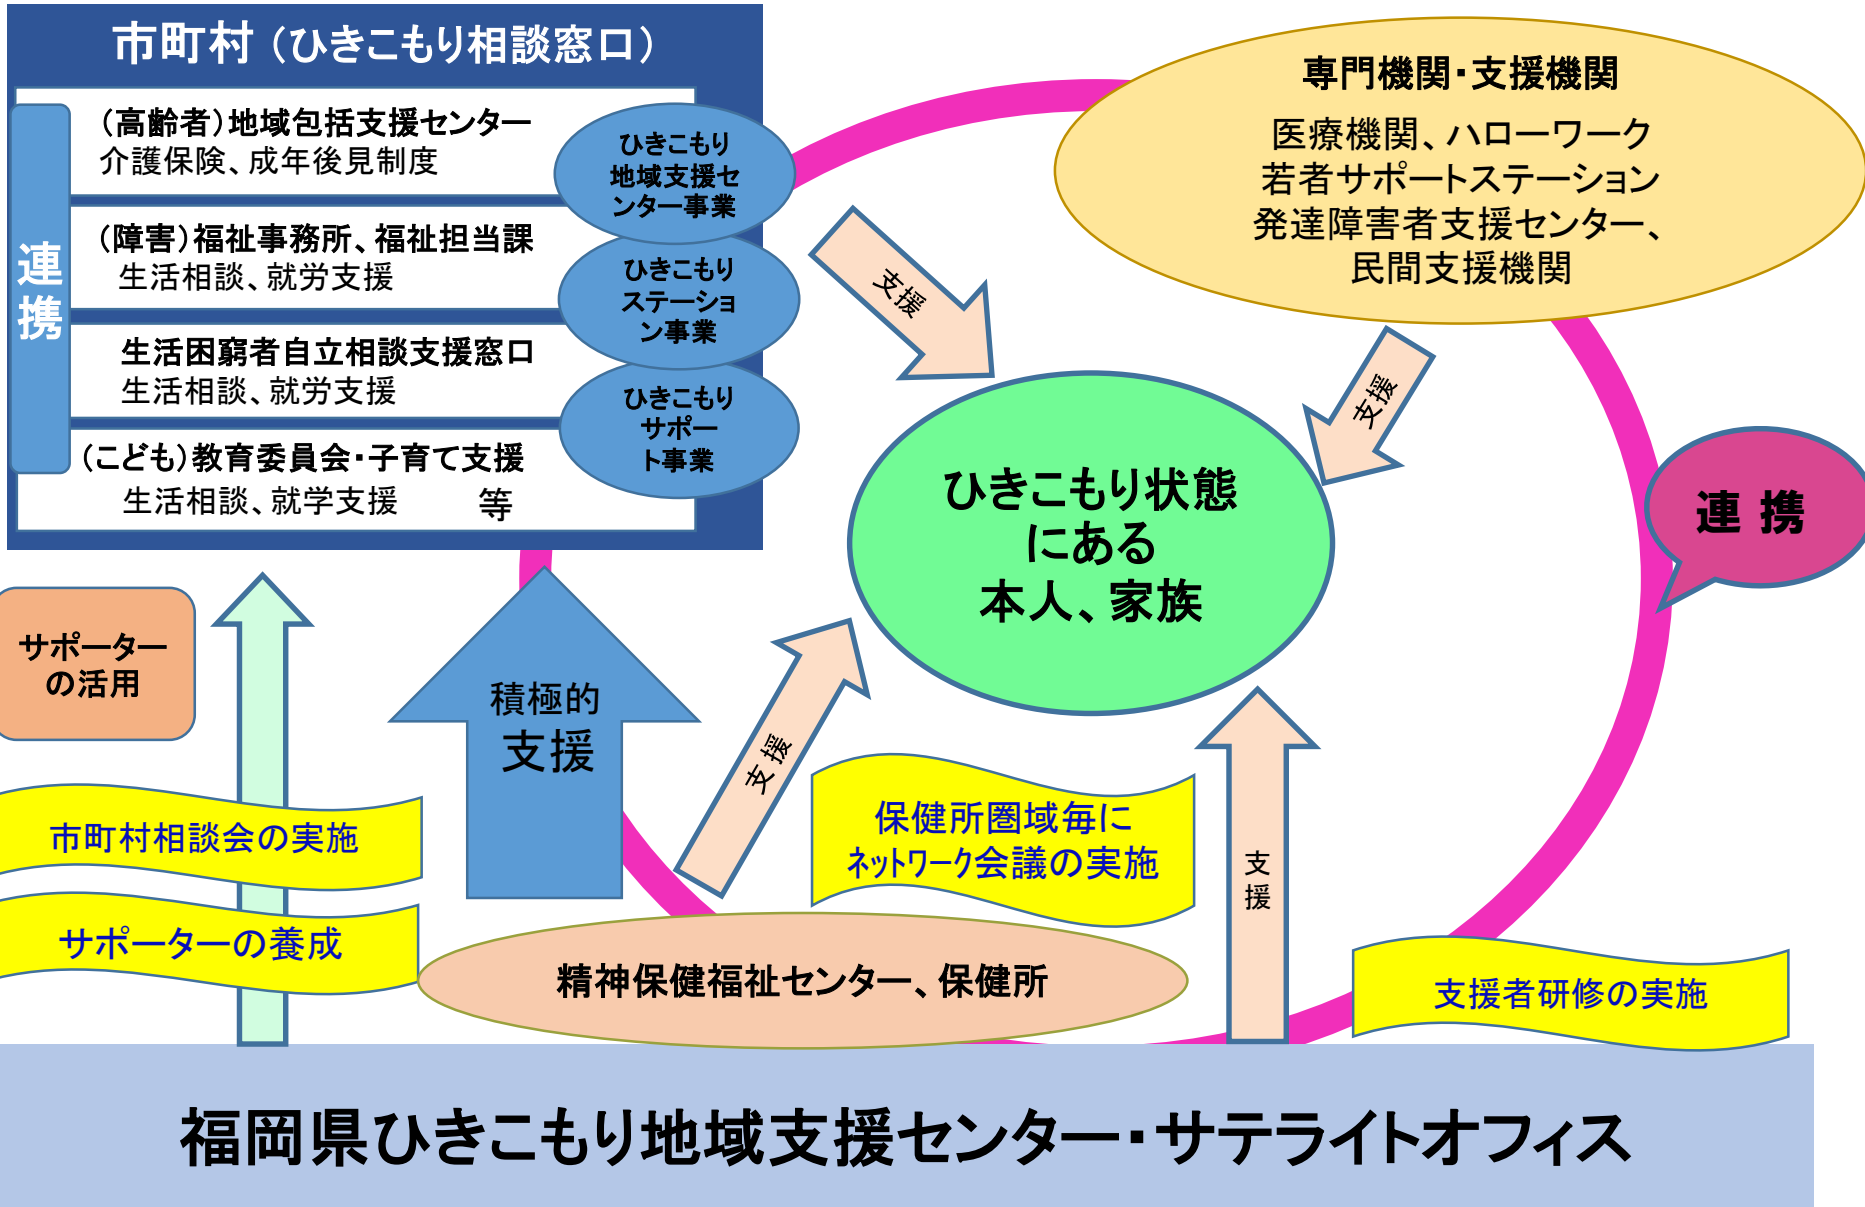 市町村（ひきこもり相談窓口）
連
携
（高齢者）地域包括支援センター
介護保険、成年後見制度
（障害）福祉事務所、福祉担当課
生活相談、就労支援
生活困窮者自立相談支援窓口
生活相談、就労支援
（こども）教育委員会・子育て支援
生活相談、就学支援　等
ひきこもり
地域支援セ
ンター事業
ひきこもり
ステーショ
ン事業
ひきこもり
サポー
ト事業
専門機関・支援機関
医療機関、ハローワーク
若者サポートステーション
発達障害者支援センター、
民間支援機関
支援
支援
ひきこもり状態
にある
本人、家族
連 携
サポーター
の活用
積極的
支援
支援
支
援
市町村相談会の実施
サポーターの養成
保健所圏域毎に
ﾈｯﾄﾜｰｸ会議の実施
精神保健福祉センター、保健所
支援者研修の実施
福岡県ひきこもり地域支援センター・サテライトオフィス